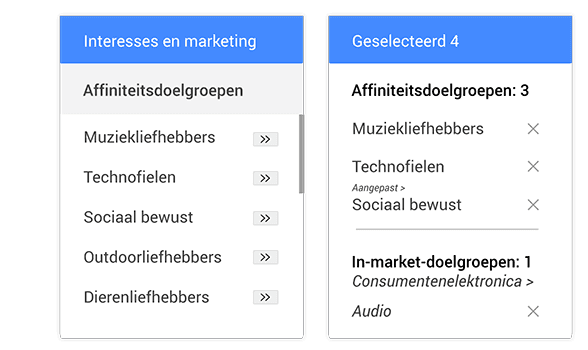 Interesses en marketing
Affiniteitsdoelgroepen
Muziekliefhebbers »
Technofielen »
Sociaal bewust »
Outdoorliefhebbers »
Dierenliefhebbers »
Geselecteerd 4
Affiniteitsdoelgroepen: 3
Muziekliefhebbers
Technofielen
Aangepast >
Sociaal bewust
In-market-doelgroepen: 1
Consumentenelektronica >
Audio